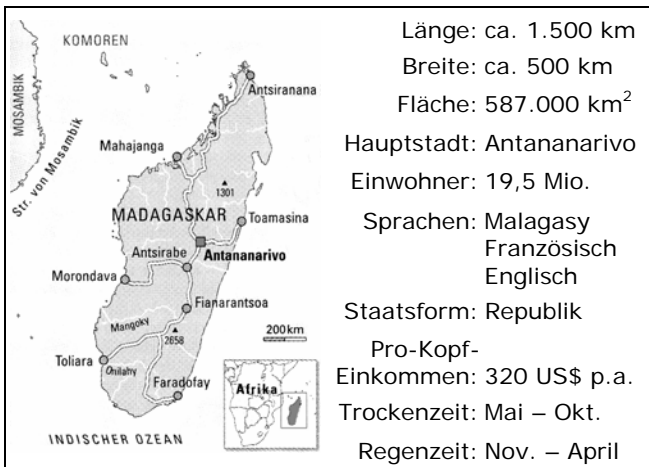 KOMOREN
MOSAMBIK
Antsiranana
Mahajanga
Str. von Mosambik
1301
MADAGASKAR
Toamasina
Antsirabe
Antananarivo
Morondava
Fianarantsoa
Mangoky
200 km
2658
Toliara
Onilahy
Faradofay
Afrika
INDISCHER OZEAN
Länge: ca. 1.500 km
Breite: ca. 500 km
Fläche: 587.000 km²
Hauptstadt: Antananarivo
Einwohner: 19,5 Mio.
Sprachen: Malagasy
Französisch
Englisch
Staatsform: Republik
Pro-Kopf-
Einkommen: 320 US$ p.a.
Trockenzeit: Mai – Okt.
Regenzeit: Nov. – April